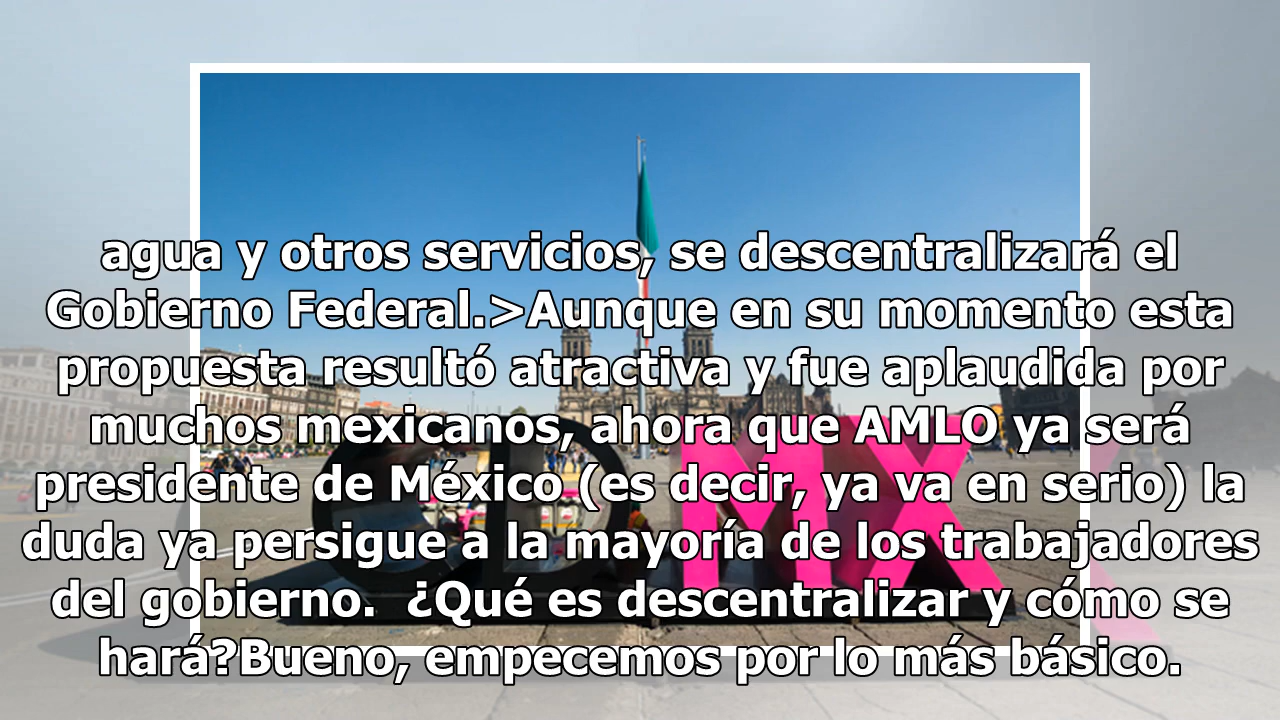 agua y otros servicios, se descentralizará el
Gobierno Federal.>Aunque en su momento esta
propuesta resultó atractiva y fue aplaudida por
muchos mexicanos, ahora que AMLO ya será
presidente de México (es decir, ya va en serio) la
duda ya persigue a la mayoría de los trabajadores
del gobierno.  ¿Qué es descentralizar y cómo se
hará?Bueno, empecemos por lo más básico.
CDMX